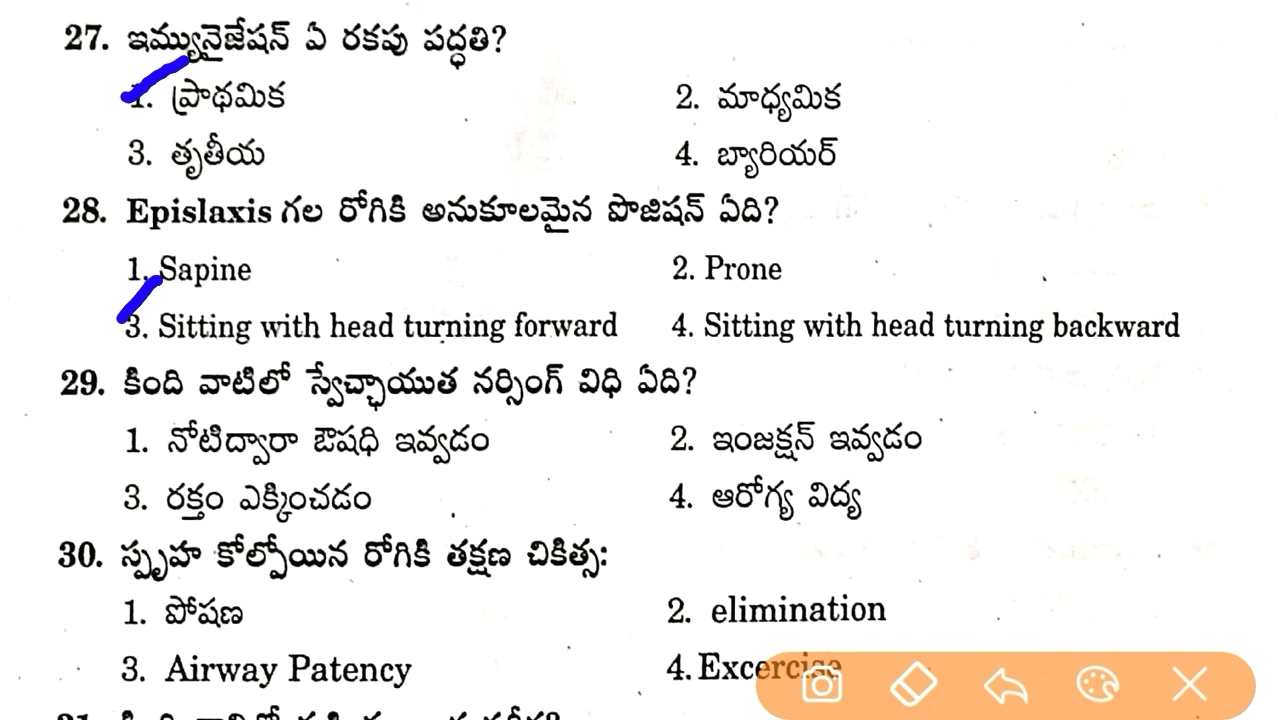 27. ఇమ్యునైజేషన్ ఏ రకపు పద్ధతి?
1. ప్రాథమిక 2. మాధ్యమిక
3. తృతీయ 4. బ్యారియర్
28. Epislaxis గల రోగికి అనుకూలమైన పొజిషన్ ఏది?
1. Sapine 2. Prone
3. Sitting with head turning forward 4. Sitting with head turning backward
29. కింది వాటిలో స్వేచ్ఛాయుత నర్సింగ్ విధి ఏది?
1. నోటిద్వారా ఔషధి ఇవ్వడం 2. ఇంజక్షన్ ఇవ్వడం
3. రక్తం ఎక్కించడం 4. ఆరోగ్య విద్య
30. స్పృహ కోల్పోయిన రోగికి తక్షణ చికిత్స:
1. పోషణ 2. elimination
3. Airway Patency 4. Excercise